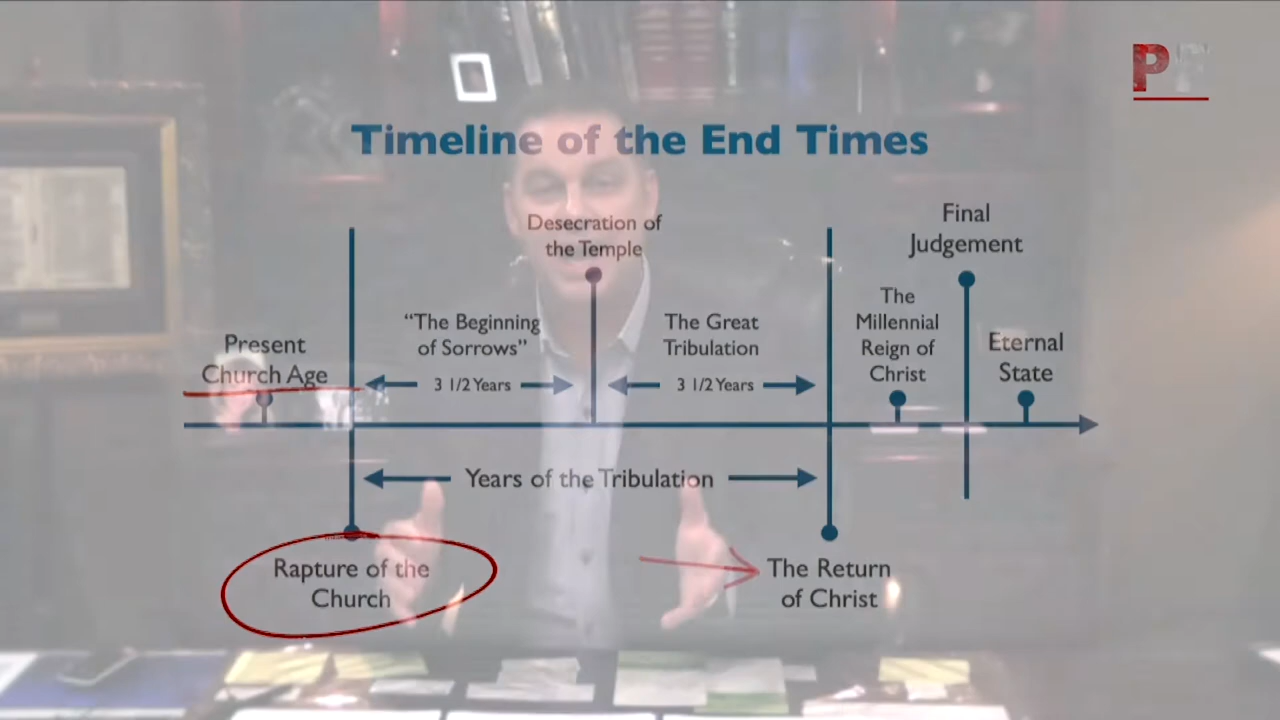 P
Timeline of the End Times
Desecration of
the Temple
Final
Judgement
"The Beginning
of Sorrows"
3 1/2 Years
The Great
Tribulation
3 1/2 Years
The
Millennial
Reign of
Christ
Eternal
State
Present
Church Age
Years of the Tribulation
Rapture of the
Church
The Return
of Christ